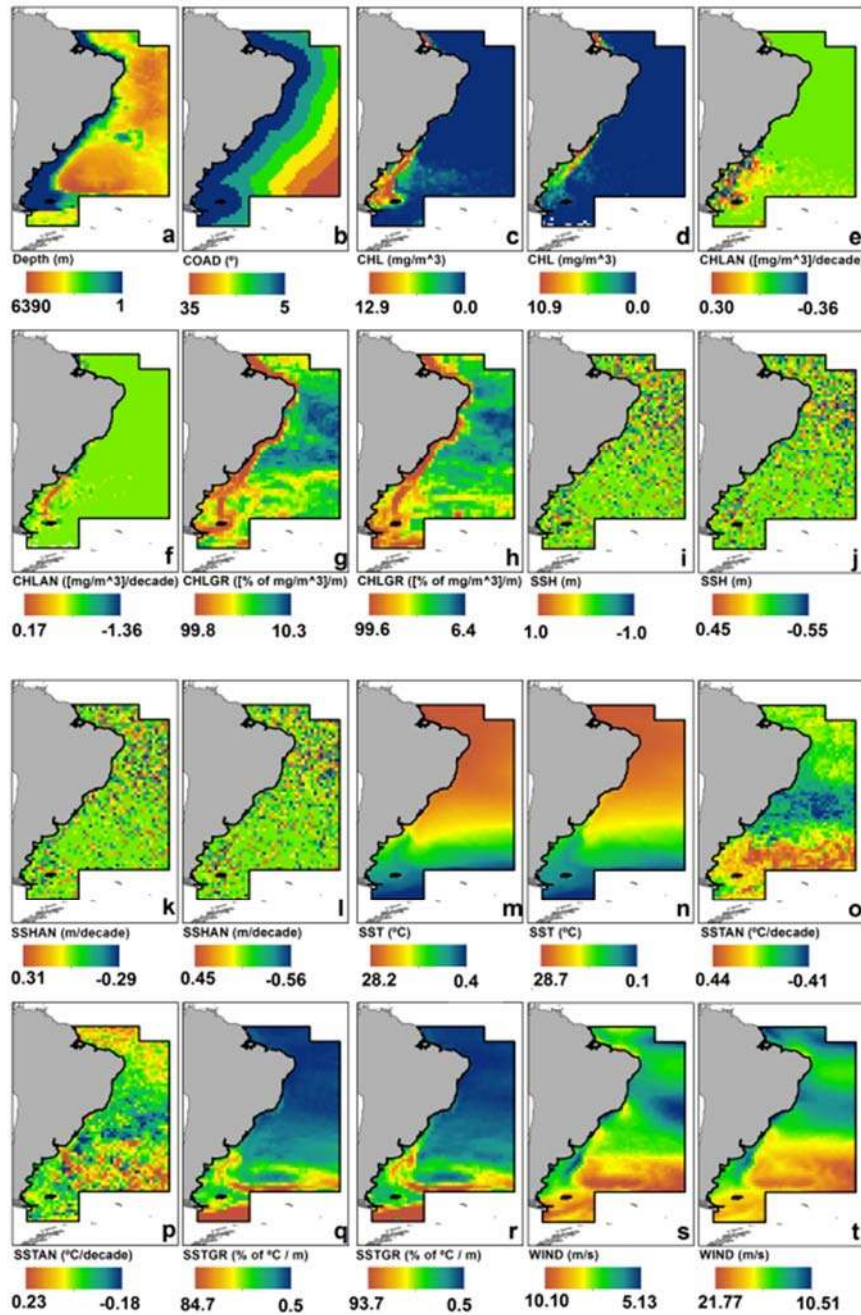 a b c d e
Depth (m) COAD (º) CHL (mg/m^3) CHL (mg/m^3) CHLAN ([mg/m^3]/decade)
6390 1 35 5 12.9 0.0 10.9 0.0 0.30 -0.36
f g h i j
CHLAN ([mg/m^3]/decade) CHLGR ([% of mg/m^3]/m) CHLGR ([% of mg/m^3]/m) SSH (m) SSH (m)
0.17 -1.36 99.8 10.3 99.6 6.4 1.0 -1.0 0.45 -0.55
k l m n o
SSHAN (m/decade) SSHAN (m/decade) SST (ºC) SST (ºC) SSTAN (ºC/decade)
0.31 -0.29 0.45 -0.56 28.2 0.4 28.7 0.1 0.44 -0.41
p q r s t
SSTAN (ºC/decade) SSTGR (% of ºC / m) SSTGR (% of ºC / m) WIND (m/s) WIND (m/s)
0.23 -0.18 84.7 0.5 93.7 0.5 10.10 5.13 21.77 10.51